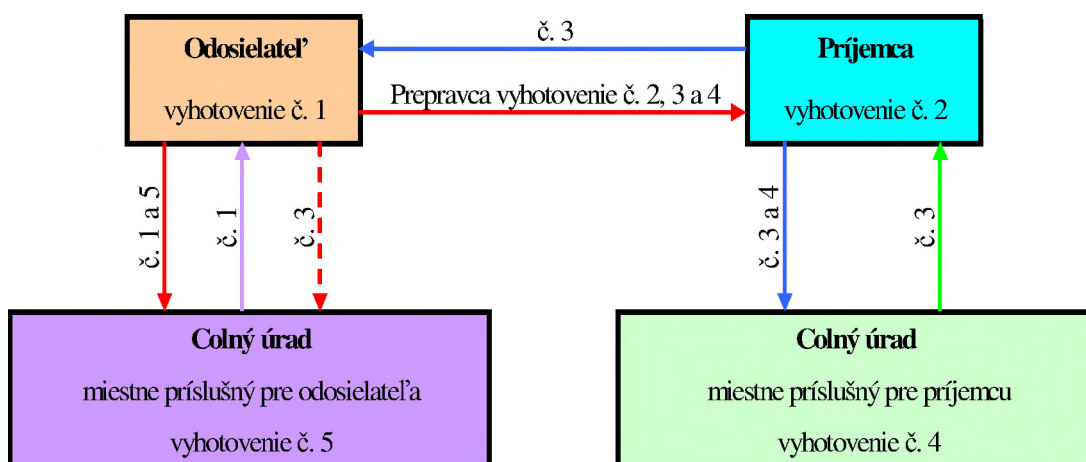 Odosielateľ
vyhotovenie č. 1
č. 3
Prepravca vyhotovenie č. 2, 3 a 4
Príjemca
vyhotovenie č. 2
č. 1 a 5
č. 1
č. 3
č. 3 a 4
č. 3
Colný úrad
miestne príslušný pre odosielateľa
vyhotovenie č. 5
Colný úrad
miestne príslušný pre príjemcu
vyhotovenie č. 4